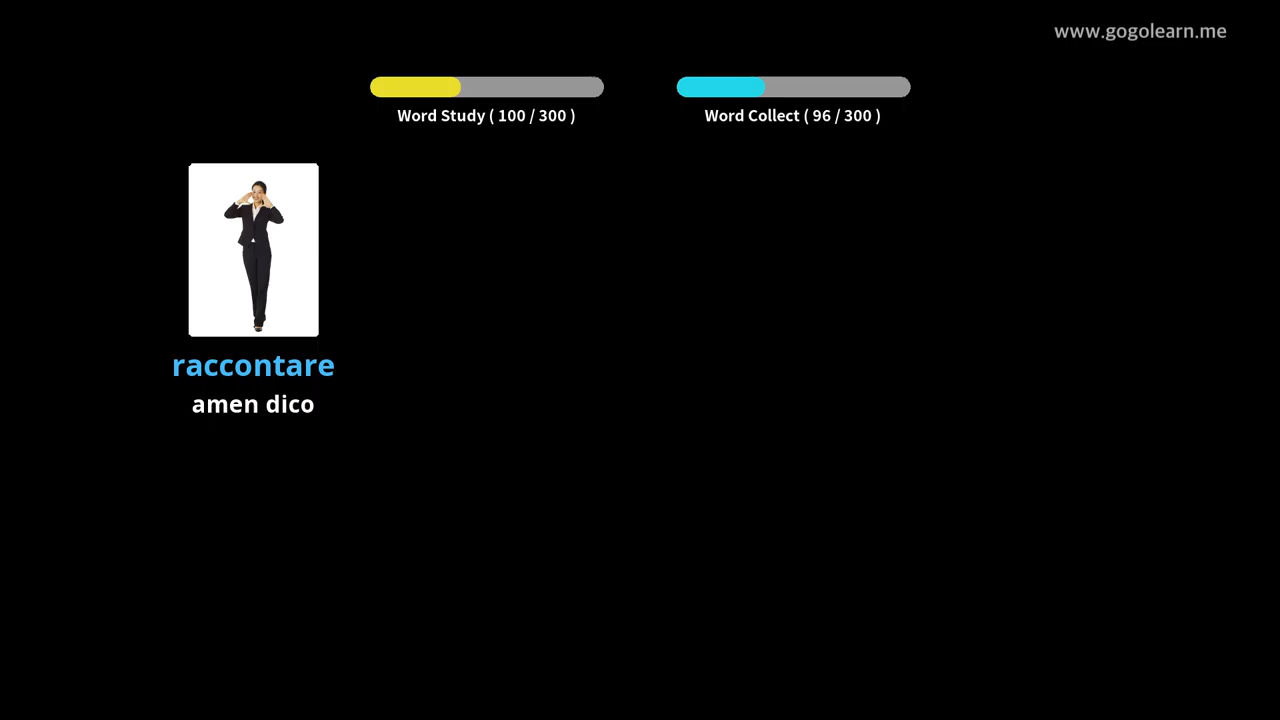 www.gogolearn.me
Word Study ( 100 / 300 )
Word Collect ( 96 / 300 )
raccontare
amen dico